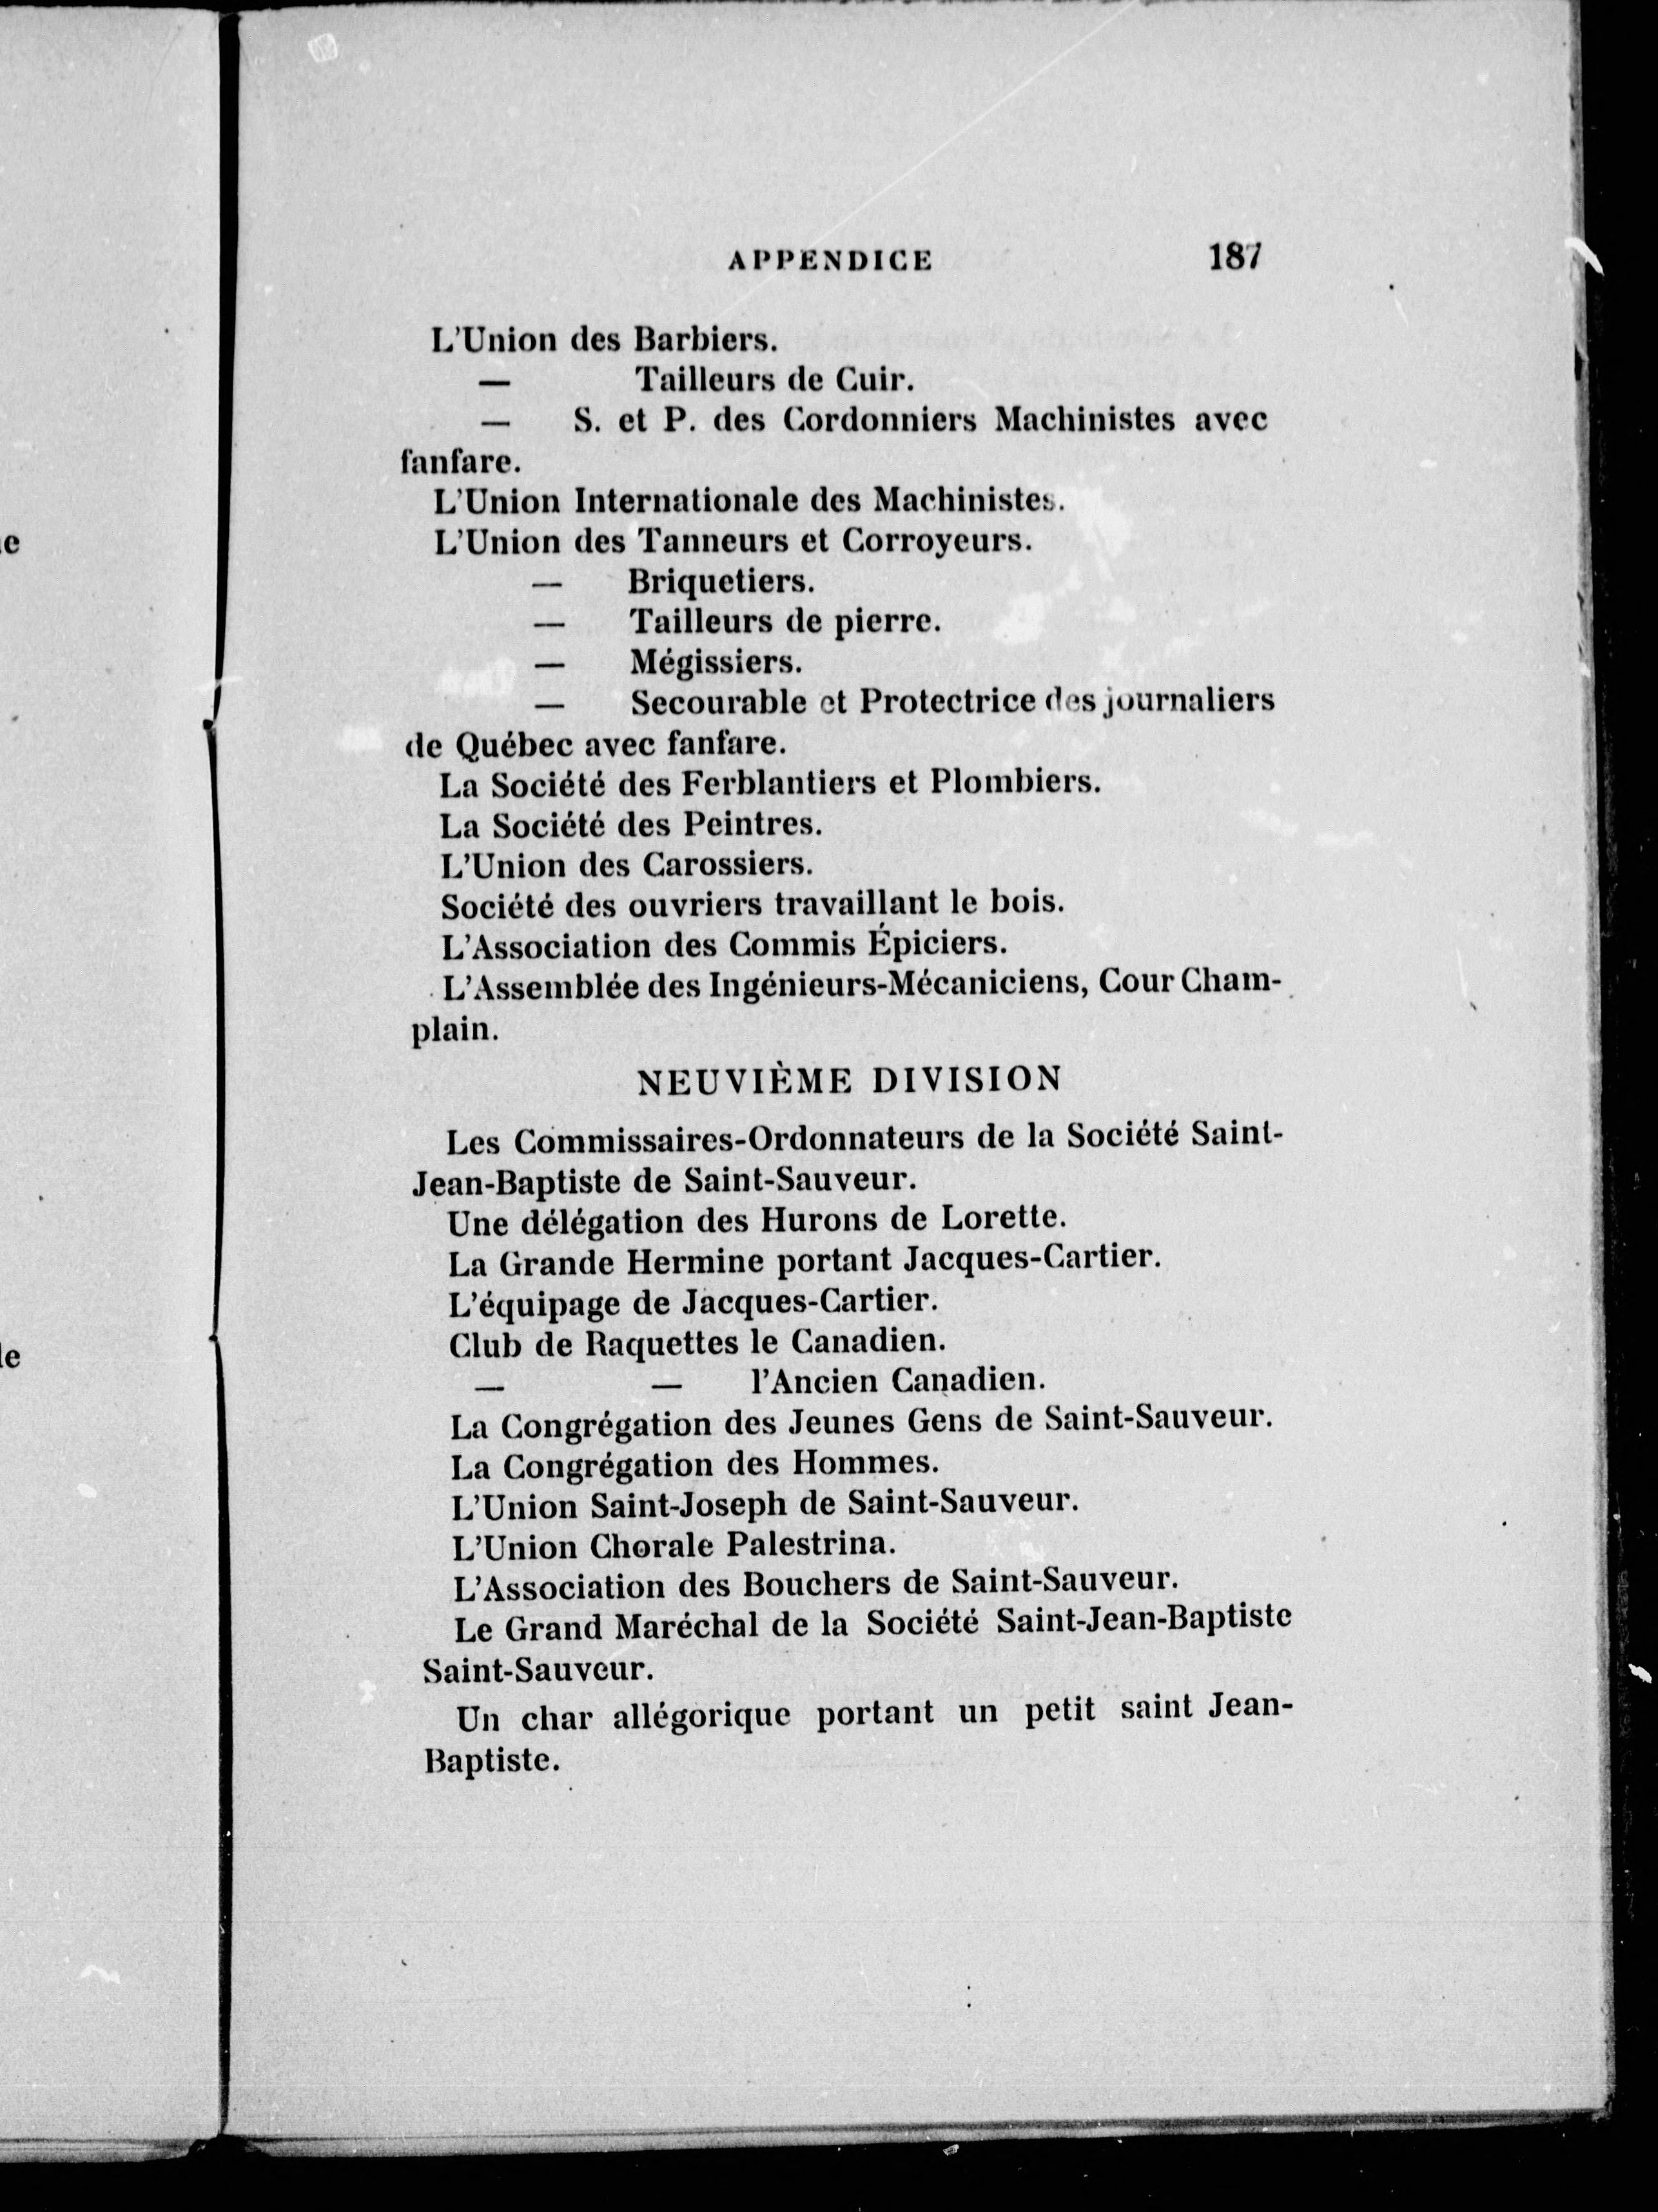 APPENDICE 187
L'Union des Barbiers.
— Tailleurs de Cuir.
— S. et P. des Cordonniers Machinistes avec
fanfare.
L'Union Internationale des Machinistes.
L'Union des Tanneurs et Corroyeurs.
— Briquetiers.
— Tailleurs de pierre.
— Mégissiers.
— Secourable et Protectrice des journaliers
de Québec avec fanfare.
La Société des Ferblantiers et Plombiers.
La Société des Peintres.
L'Union des Carossiers.
Société des ouvriers travaillant le bois.
L'Association des Commis Épiciers.
L'Assemblée des Ingénieurs-Mécaniciens, Cour Cham-
plain.
NEUVIÈME DIVISION
Les Commissaires-Ordonnateurs de la Société Saint-
Jean-Baptiste de Saint-Sauveur.
Une délégation des Hurons de Lorette.
La Grande Hermine portant Jacques-Cartier.
L'équipage de Jacques-Cartier.
Club de Raquettes le Canadien.
— — l'Ancien Canadien.
La Congrégation des Jeunes Gens de Saint-Sauveur.
La Congrégation des Hommes.
L'Union Saint-Joseph de Saint-Sauveur.
L'Union Chorale Palestrina.
L'Association des Bouchers de Saint-Sauveur.
Le Grand Maréchal de la Société Saint-Jean-Baptiste
Saint-Sauveur.
Un char allégorique portant un petit saint Jean-
Baptiste.